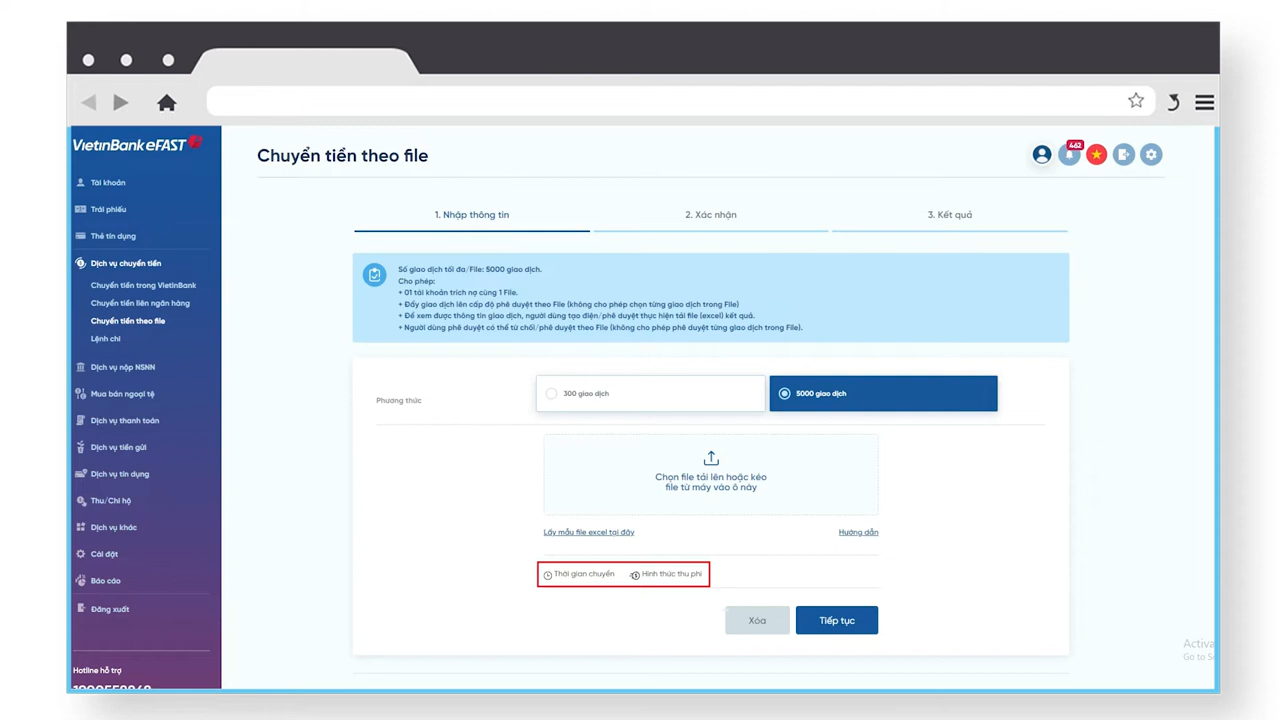 VietinBank eFAST
Chuyển tiền theo file
462
Tài khoản
Trái phiếu
Thẻ tín dụng
Dịch vụ chuyển tiền
Chuyển tiền trong VietinBank
Chuyển tiền liên ngân hàng
Chuyển tiền theo file
Lệnh chi
Dịch vụ nộp NSNN
Mua bán ngoại tệ
Dịch vụ thanh toán
Dịch vụ tiền gửi
Dịch vụ tín dụng
Thu/Chi hộ
Dịch vụ khác
Cài đặt
Báo cáo
Đăng xuất
Hotline hỗ trợ
1. Nhập thông tin
2. Xác nhận
3. Kết quả
Số giao dịch tối đa/File: 5000 giao dịch.
Cho phép:
+ 01 tài khoản trích nợ cùng 1 File.
+ Đẩy giao dịch lên cấp độ phê duyệt theo File (không cho phép chọn từng giao dịch trong File)
+ Để xem được thông tin giao dịch, người dùng tạo điện/phê duyệt thực hiện tải file (excel) kết quả.
+ Người dùng phê duyệt có thể từ chối/phê duyệt theo File (không cho phép phê duyệt từng giao dịch trong File).
Phương thức
300 giao dịch
5000 giao dịch
Chọn file tải lên hoặc kéo
file từ máy vào ô này
Lấy mẫu file excel tại đây
Hướng dẫn
Thời gian chuyển
Hình thức thu phí
Xóa
Tiếp tục
Activa
Go to S